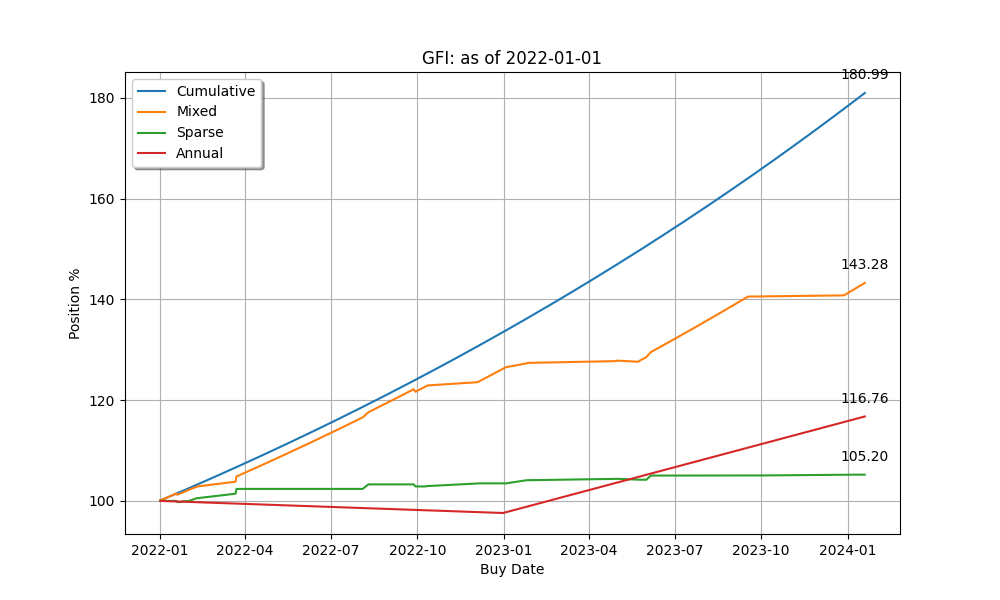 GFI: as of 2022-01-01
180.99
Cumulative
Mixed
Sparse
Annual
180
160
143.28
140
120
116.76
105.20
100
Position %
2022-01 2022-04 2022-07 2022-10 2023-01 2023-04 2023-07 2023-10 2024-01
Buy Date